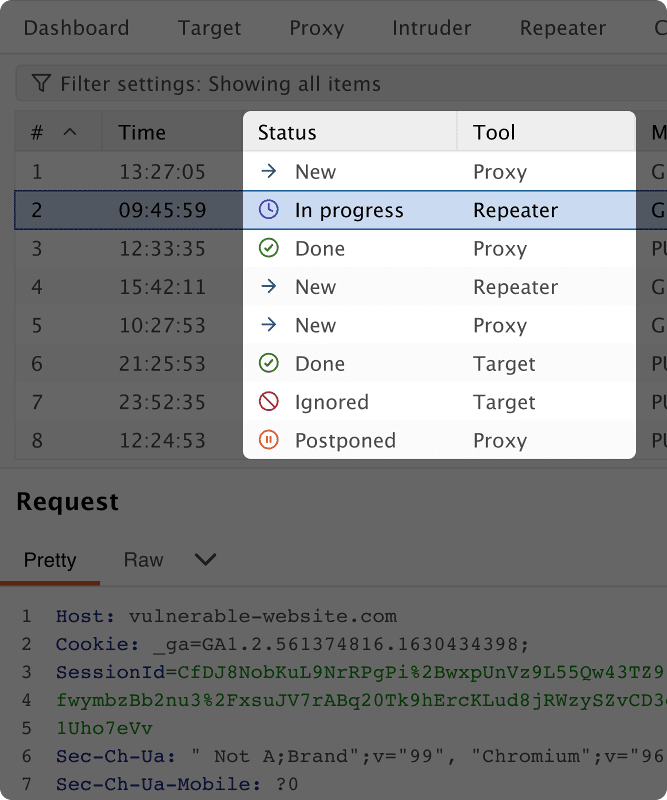 Dashboard Target Proxy Intruder Repeater
Filter settings: Showing all items
# Time Status Tool
1 13:27:05 New Proxy G
2 09:45:59 In progress Repeater G
3 12:33:35 Done Proxy PU
4 15:42:11 New Repeater G
5 10:27:53 New Proxy G
6 21:25:53 Done Target PU
7 23:52:35 Ignored Target PU
8 12:24:53 Postponed Proxy PU
Request
Pretty Raw
1 Host: vulnerable-website.com
2 Cookie: _ga=GA1.2.561374816.1630434398;
3 SessionId=CfDJ8NobKuL9NrRPgPi%2BwxpUnVz9L55Qw43TZ9
4 fwymbzBb2nu3%2FxsuJV7rABq20Tk9hErcKLud8jRWzySZvCD3
5 1Uho7eVv
6 Sec-Ch-Ua: " Not A;Brand";v="99", "Chromium";v="96
7 Sec-Ch-Ua-Mobile: ?0